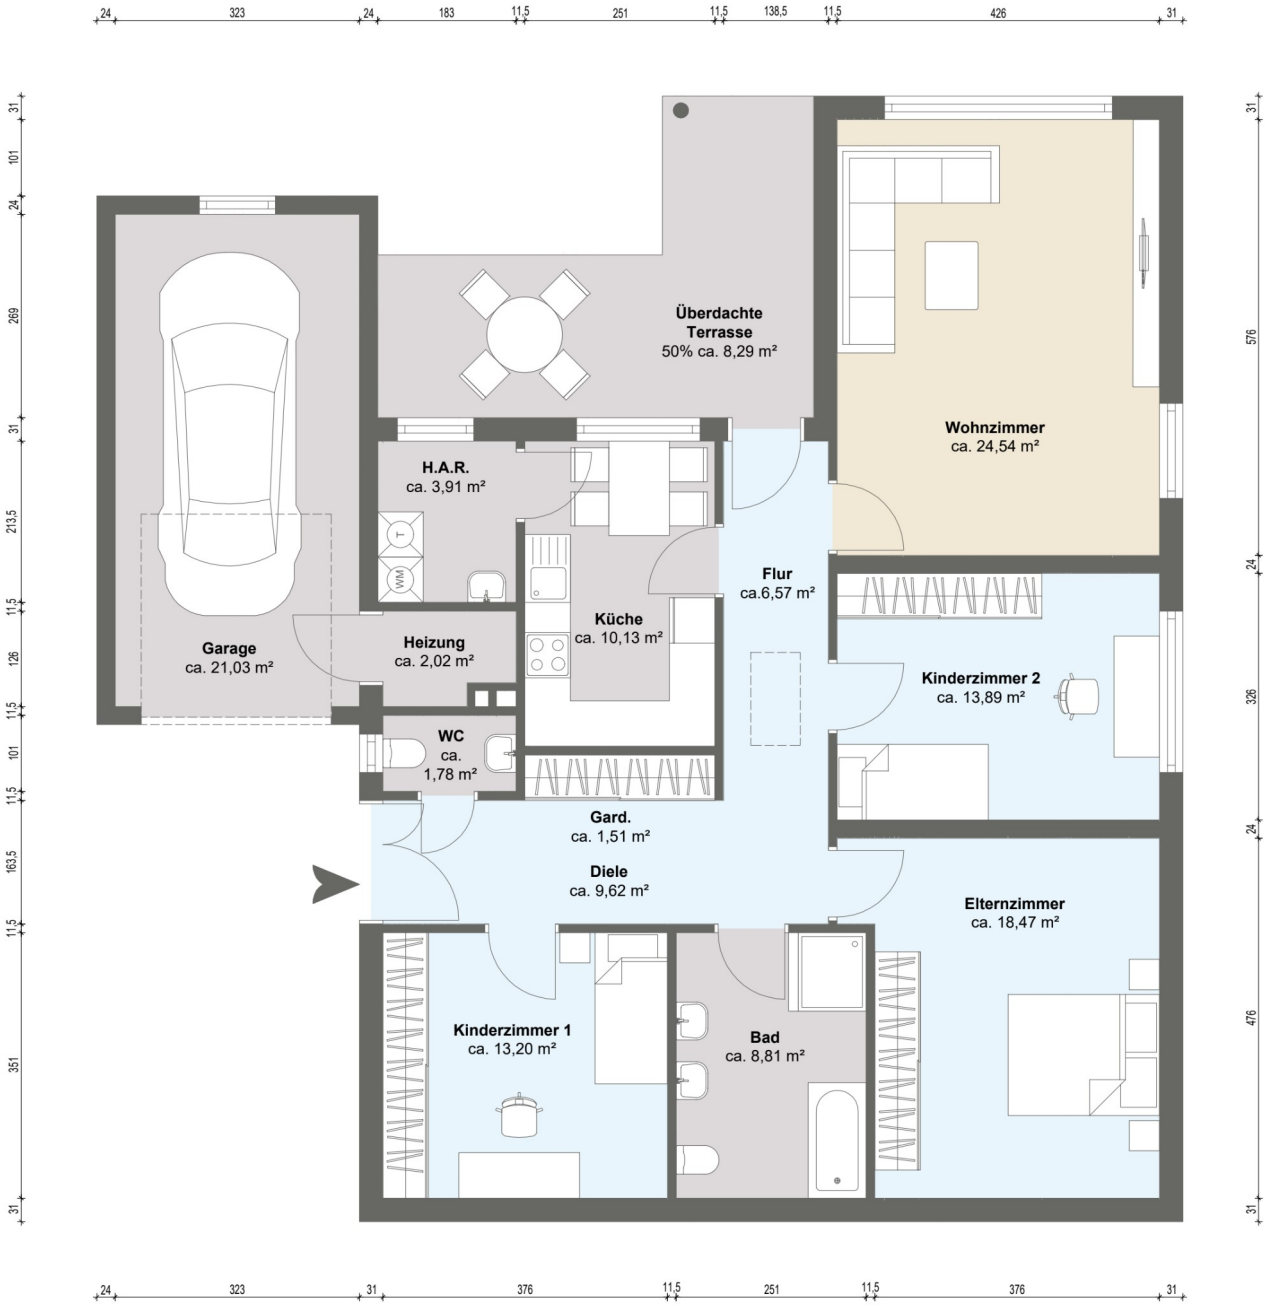 24 323 24 183 11,5 251 11,5 138,5 11,5 426 31
31
101
24
269
31
213,5
11,5
126
11,5
101
11,5
163,5
11,5
351
31
Überdachte
Terrasse
50% ca. 8,29 m²
Wohnzimmer
ca. 24,54 m²
H.A.R.
ca. 3,91 m²
T
WM
Flur
ca.6,57 m²
Küche
ca. 10,13 m²
Heizung
ca. 2,02 m²
Garage
ca. 21,03 m²
Kinderzimmer 2
ca. 13,89 m²
WC
ca.
1,78 m²
Gard.
ca. 1,51 m²
Diele
ca. 9,62 m²
Elternzimmer
ca. 18,47 m²
Kinderzimmer 1
ca. 13,20 m²
Bad
ca. 8,81 m²
31
576
24
326
24
476
31
24 323 31 376 11,5 251 11,5 376 31